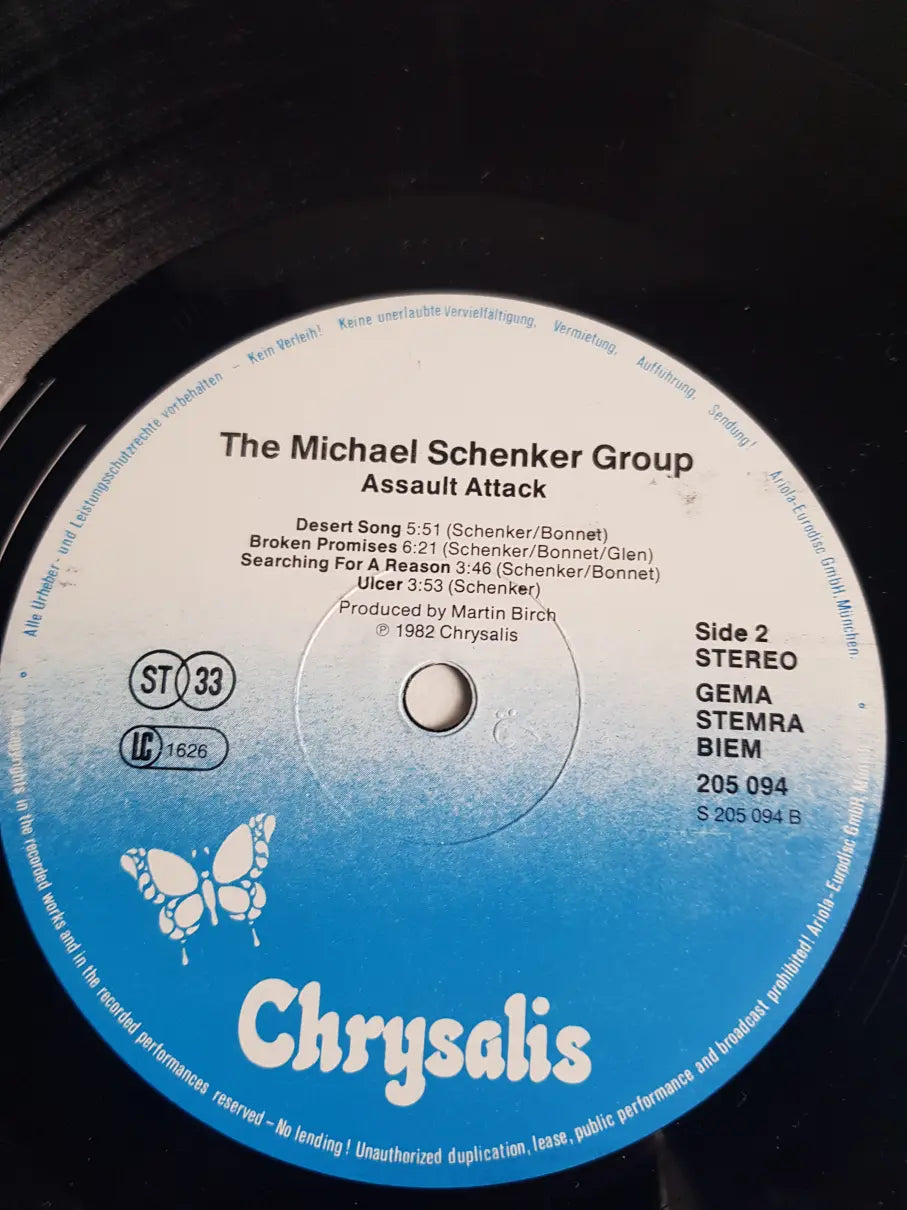 Alle Urheber- und Leistungsschutzrechte vorbehalten – Kein Verleih! Keine unerlaubte Vervielfältigung, Vermietung, Aufführung, Sendung! Ariola-Eurodisc GmbH, München.
The Michael Schenker Group
Assault Attack
Desert Song 5:51 (Schenker/Bonnet)
Broken Promises 6:21 (Schenker/Bonnet/Glen)
Searching For A Reason 3:46 (Schenker/Bonnet)
Ulcer 3:53 (Schenker)
Produced by Martin Birch
℗ 1982 Chrysalis
Side 2
STEREO
GEMA
STEMRA
BIEM
205 094
S 205 094 B
ST 33
LC 1626
Chrysalis
rights in the recorded works and in the recorded performances reserved – No lending! Unauthorized duplication, lease, public performance and broadcast prohibited! Ariola-Eurodisc GmbH,